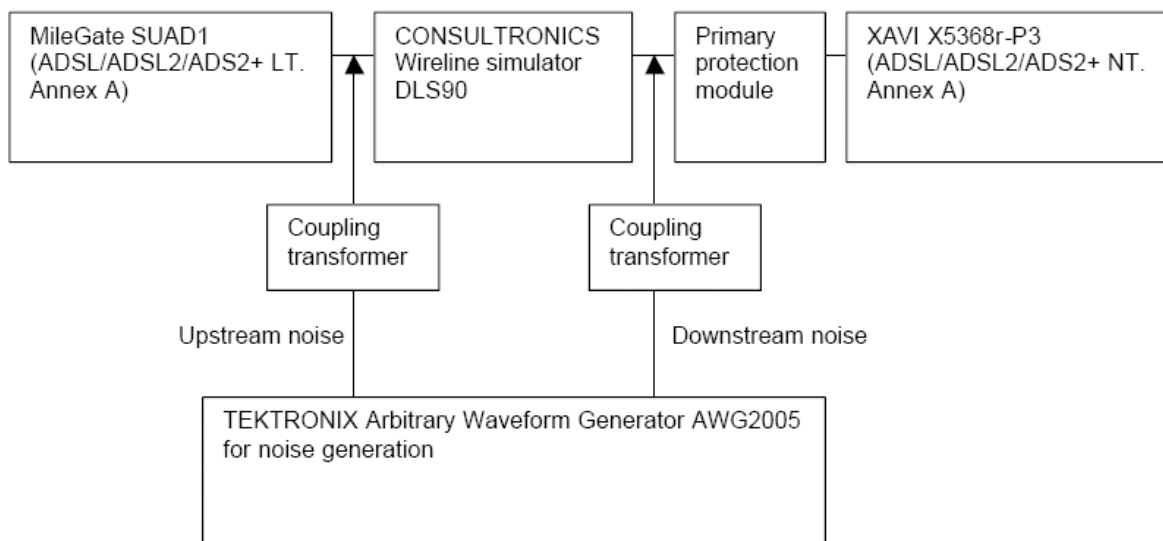 MileGate SUAD1
(ADSL/ADSL2/ADS2+ LT.
Annex A)
CONSULTRONICS
Wireline simulator
DLS90
Primary
protection
module
XAVI X5368r-P3
(ADSL/ADSL2/ADS2+ NT.
Annex A)
Coupling
transformer
Coupling
transformer
Upstream noise
Downstream noise
TEKTRONIX Arbitrary Waveform Generator AWG2005
for noise generation